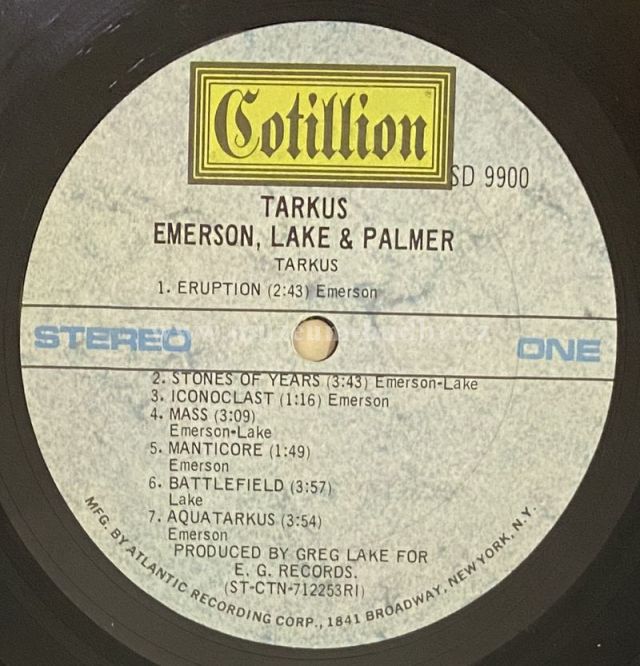 Cotillion
SD 9900
TARKUS
EMERSON, LAKE & PALMER
TARKUS
1. ERUPTION (2:43) Emerson
STEREO
ONE
2. STONES OF YEARS (3:43) Emerson-Lake
3. ICONOCLAST (1:16) Emerson
4. MASS (3:09)
Emerson-Lake
5. MANTICORE (1:49)
Emerson
6. BATTLEFIELD (3:57)
Lake
7. AQUATARKUS (3:54)
Emerson
PRODUCED BY GREG LAKE FOR
E. G. RECORDS.
(ST-CTN-712253RI)
MFG. BY ATLANTIC RECORDING CORP., 1841 BROADWAY, NEW YORK, N.Y.